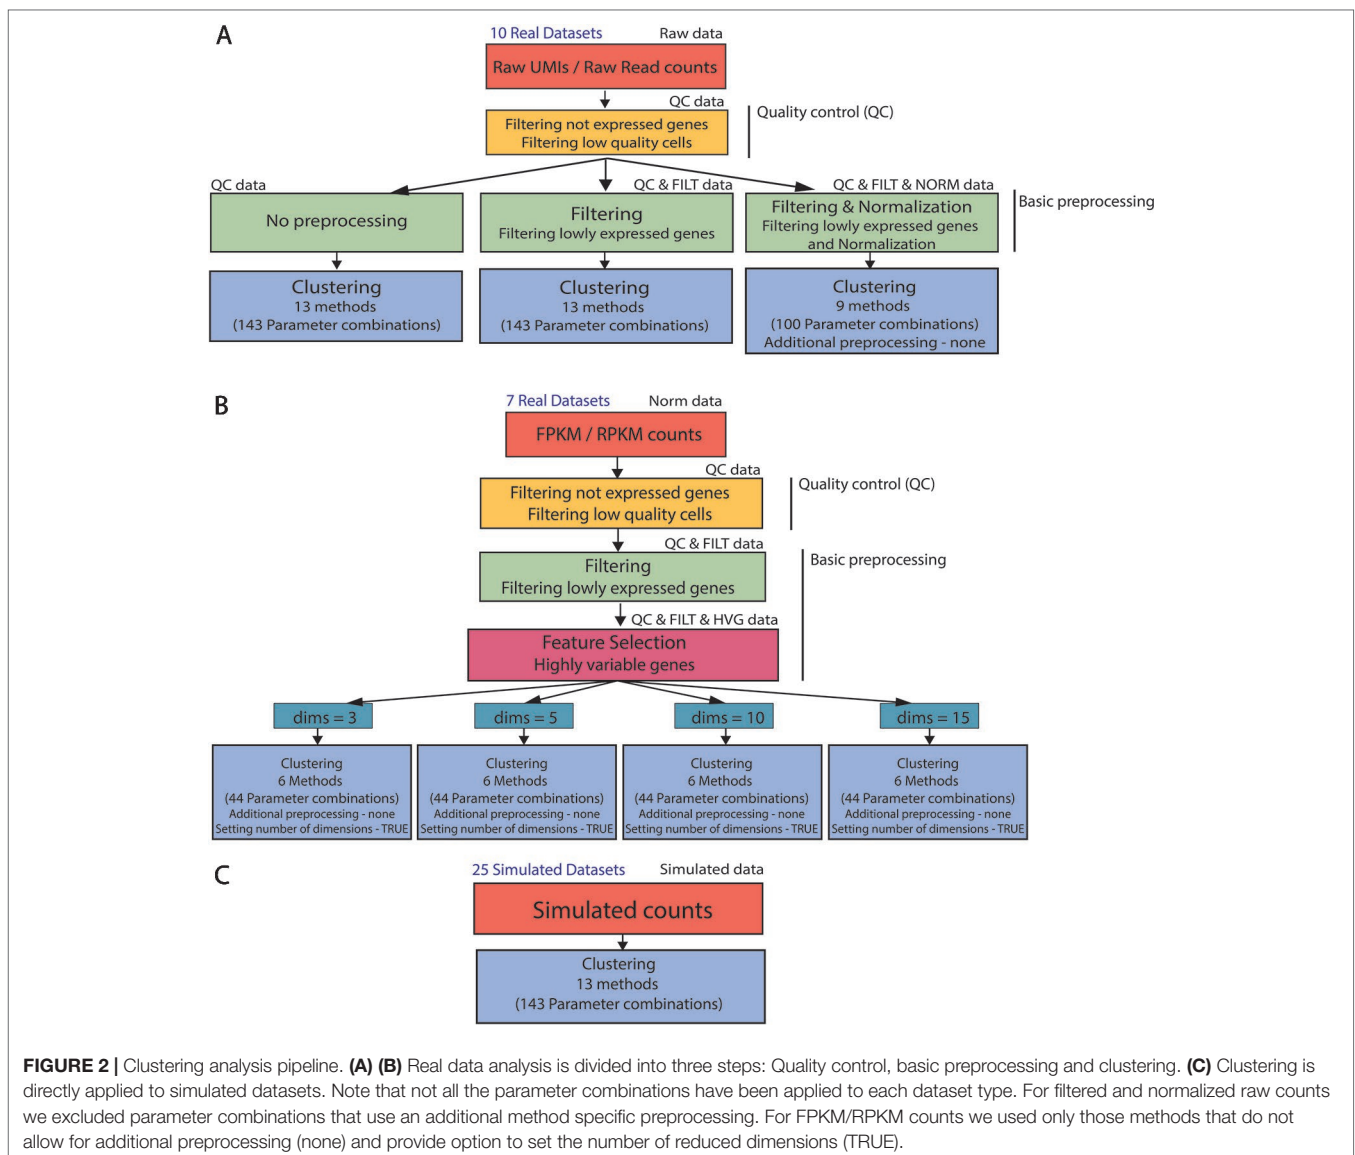 A
10 Real Datasets
Raw data
Raw UMIs / Raw Read counts
QC data
Filtering not expressed genes
Filtering low quality cells
Quality control (QC)
QC data
No preprocessing
QC & FILT data
Filtering
Filtering lowly expressed genes
QC & FILT & NORM data
Filtering & Normalization
Filtering lowly expressed genes
and Normalization
Basic preprocessing
Clustering
13 methods
(143 Parameter combinations)
Clustering
13 methods
(143 Parameter combinations)
Clustering
9 methods
(100 Parameter combinations)
Additional preprocessing - none
B
7 Real Datasets
Norm data
FPKM / RPKM counts
QC data
Filtering not expressed genes
Filtering low quality cells
Quality control (QC)
QC & FILT data
Filtering
Filtering lowly expressed genes
Basic preprocessing
QC & FILT & HVG data
Feature Selection
Highly variable genes
dims = 3
dims = 5
dims = 10
dims = 15
Clustering
6 Methods
(44 Parameter combinations)
Additional preprocessing - none
Setting number of dimensions - TRUE
Clustering
6 Methods
(44 Parameter combinations)
Additional preprocessing - none
Setting number of dimensions - TRUE
Clustering
6 Methods
(44 Parameter combinations)
Additional preprocessing - none
Setting number of dimensions - TRUE
Clustering
6 Methods
(44 Parameter combinations)
Additional preprocessing - none
Setting number of dimensions - TRUE
C
25 Simulated Datasets
Simulated data
Simulated counts
Clustering
13 methods
(143 Parameter combinations)
FIGURE 2 | Clustering analysis pipeline. (A) (B) Real data analysis is divided into three steps: Quality control, basic preprocessing and clustering. (C) Clustering is
directly applied to simulated datasets. Note that not all the parameter combinations have been applied to each dataset type. For filtered and normalized raw counts
we excluded parameter combinations that use an additional method specific preprocessing. For FPKM/RPKM counts we used only those methods that do not
allow for additional preprocessing (none) and provide option to set the number of reduced dimensions (TRUE).